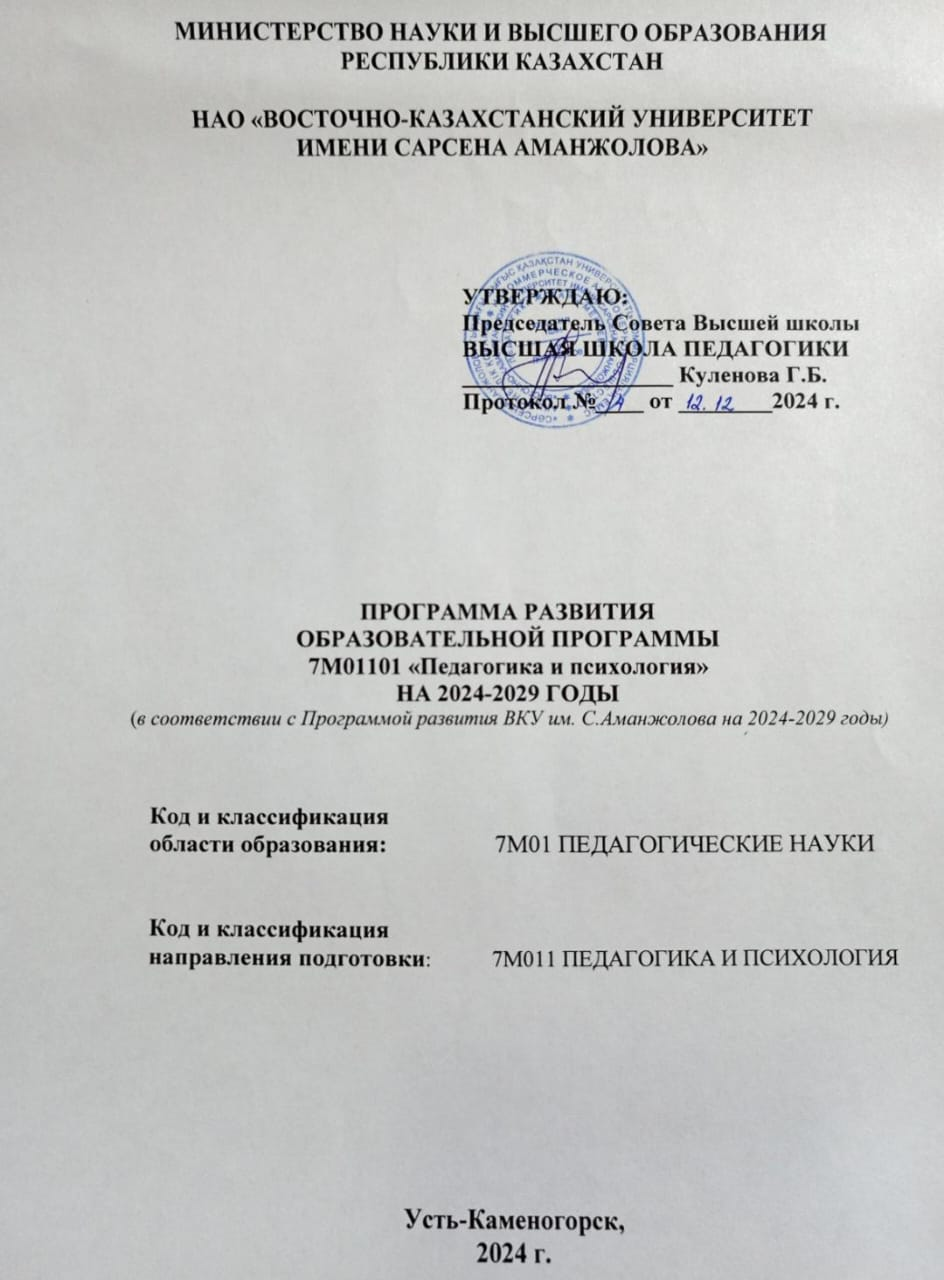 МИНИСТЕРСТВО НАУКИ И ВЫСШЕГО ОБРАЗОВАНИЯ
РЕСПУБЛИКИ КАЗАХСТАН
НАО «ВОСТОЧНО-КАЗАХСТАНСКИЙ УНИВЕРСИТЕТ
ИМЕНИ САРСЕНА АМАНЖОЛОВА»
УТВЕРЖДАЮ:
Председатель Совета Высшей школы
ВЫСШАЯ ШКОЛА ПЕДАГОГИКИ
Куленова Г.Б.
Протокол № от 12.12 2024 г.
ПРОГРАММА РАЗВИТИЯ
ОБРАЗОВАТЕЛЬНОЙ ПРОГРАММЫ
7М01101 «Педагогика и психология»
НА 2024-2029 ГОДЫ
(в соответствии с Программой развития ВКУ им. С.Аманжолова на 2024-2029 годы)
Код и классификация
области образования: 7М01 ПЕДАГОГИЧЕСКИЕ НАУКИ
Код и классификация
направления подготовки: 7М011 ПЕДАГОГИКА И ПСИХОЛОГИЯ
Усть-Каменогорск,
2024 г.